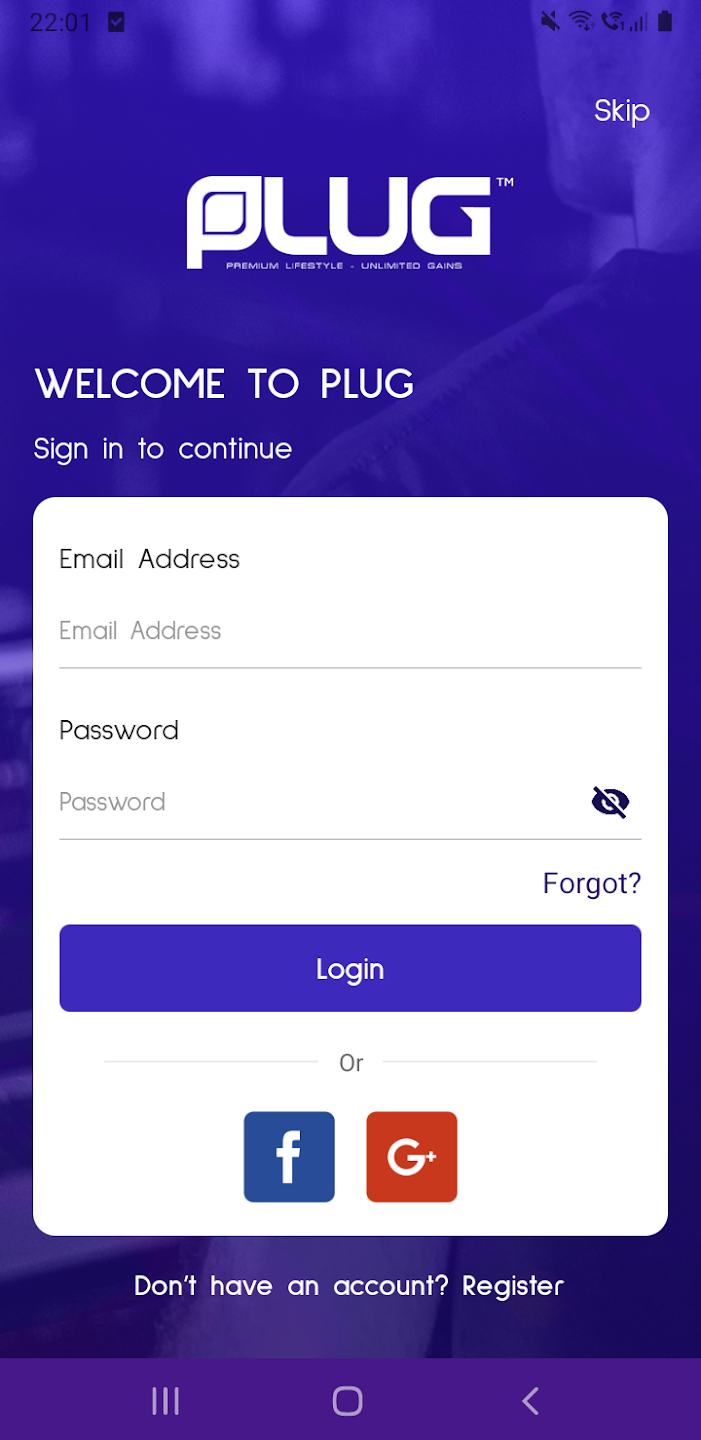 22:01
Skip
PLUG™
PREMIUM LIFESTYLE - UNLIMITED GAINS
WELCOME TO PLUG
Sign in to continue
Email Address
Email Address
Password
Password
Forgot?
Login
Or
f G+
Don't have an account? Register